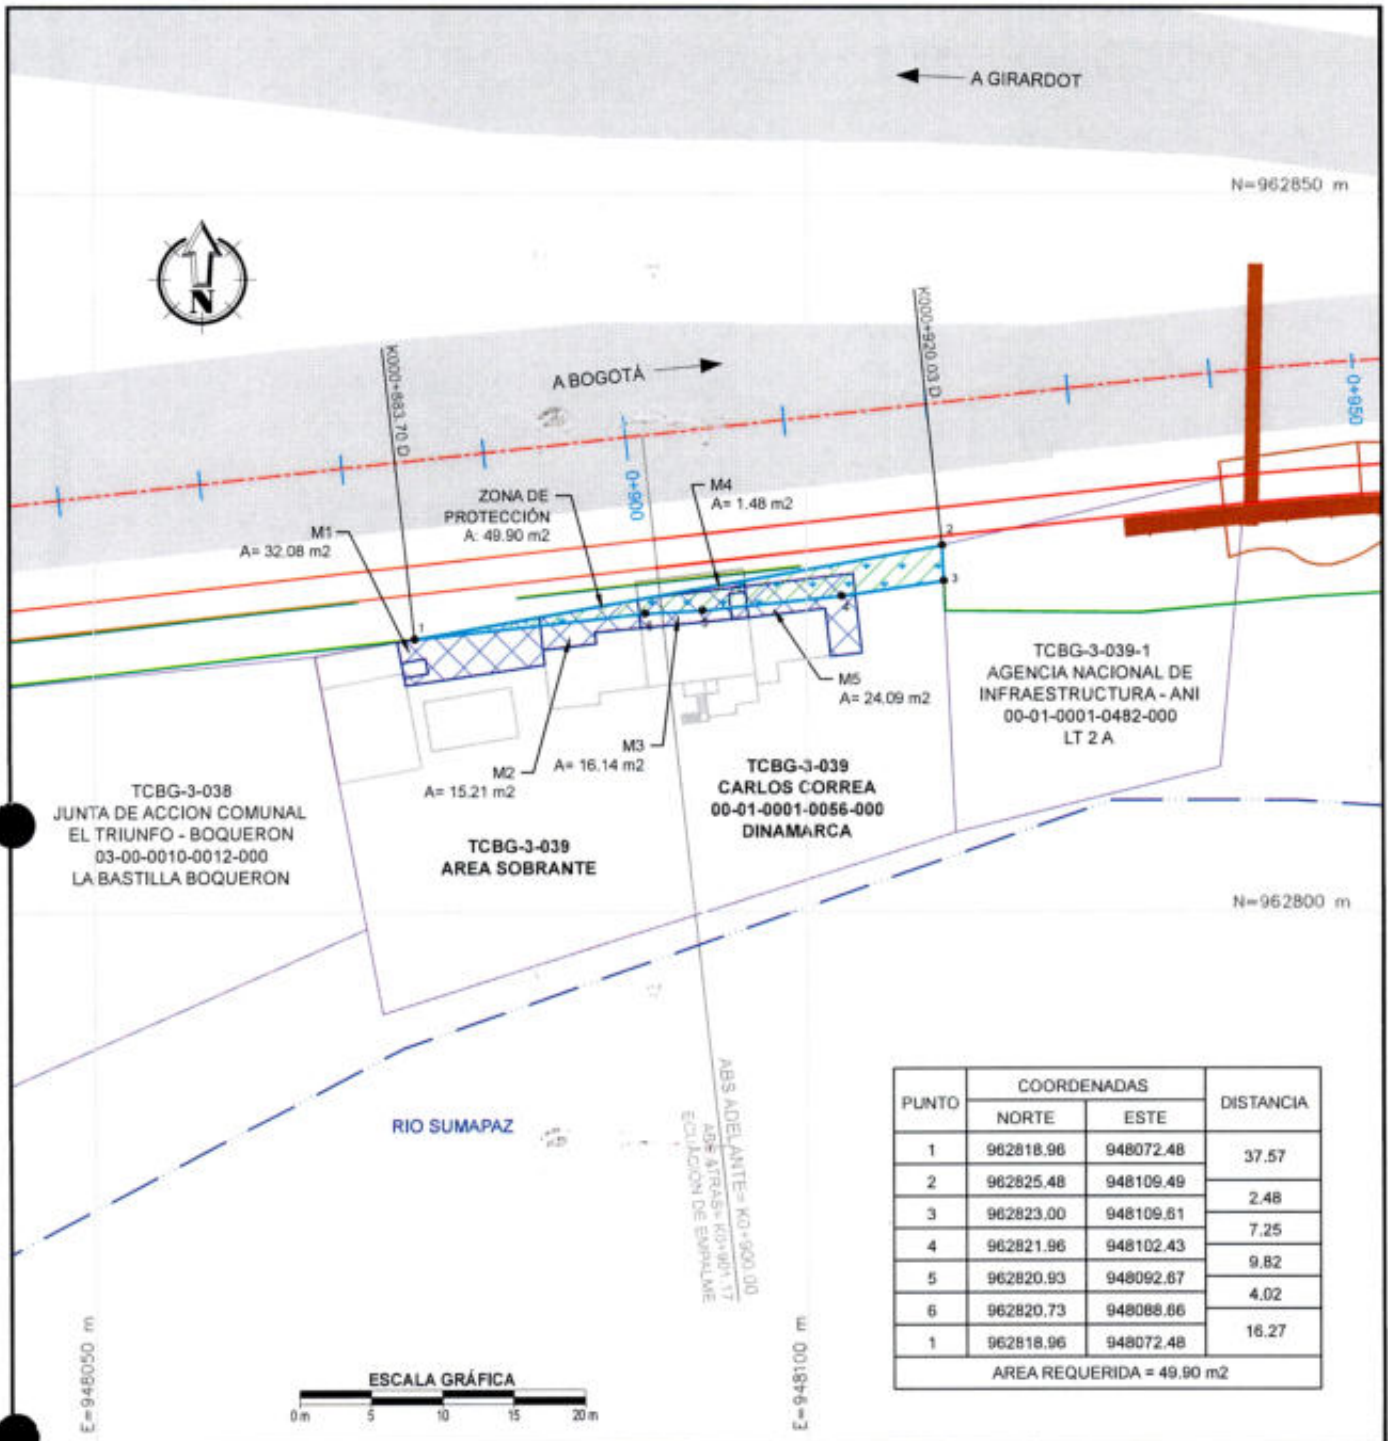 A GIRARDOT
N=962850 m
N
K000+883.70 D
A BOGOTÁ
K000+920.03 D
0+900
0+950
ZONA DE
PROTECCIÓN
A: 49.90 m2
M4
A= 1.48 m2
M1
A= 32.08 m2
1
2
3
4
5
6
M5
A= 24.09 m2
M3
A= 16.14 m2
M2
A= 15.21 m2
TCBG-3-039-1
AGENCIA NACIONAL DE
INFRAESTRUCTURA - ANI
00-01-0001-0482-000
LT 2 A
TCBG-3-038
JUNTA DE ACCION COMUNAL
EL TRIUNFO - BOQUERON
03-00-0010-0012-000
LA BASTILLA BOQUERON
TCBG-3-039
CARLOS CORREA
00-01-0001-0056-000
DINAMARCA
TCBG-3-039
AREA SOBRANTE
N=962800 m
RIO SUMAPAZ
ABS ADELANTE= K0+900.00
ABS ATRAS= K0+901.17
ECUACION DE EMPALME
PUNTO COORDENADAS DISTANCIA
NORTE ESTE
1 962818.96 948072.48
37.57
2 962825.48 948109.49
2.48
3 962823.00 948109.61
7.25
4 962821.96 948102.43
9.82
5 962820.93 948092.67
4.02
6 962820.73 948088.66
16.27
1 962818.96 948072.48
AREA REQUERIDA = 49.90 m2
E=948050 m
E=948100 m
ESCALA GRÁFICA
0 m 5 10 15 20 m